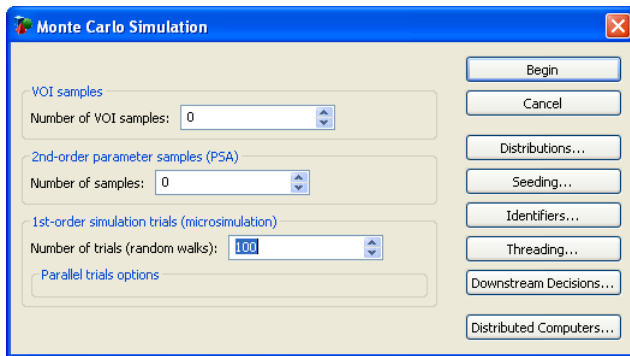 Monte Carlo Simulation
Begin
VOI samples
Number of VOI samples: 0
Cancel
2nd-order parameter samples (PSA)
Number of samples: 0
Distributions...
Seeding...
1st-order simulation trials (microsimulation)
Number of trials (random walks): 100
Parallel trials options
Identifiers...
Threading...
Downstream Decisions...
Distributed Computers...